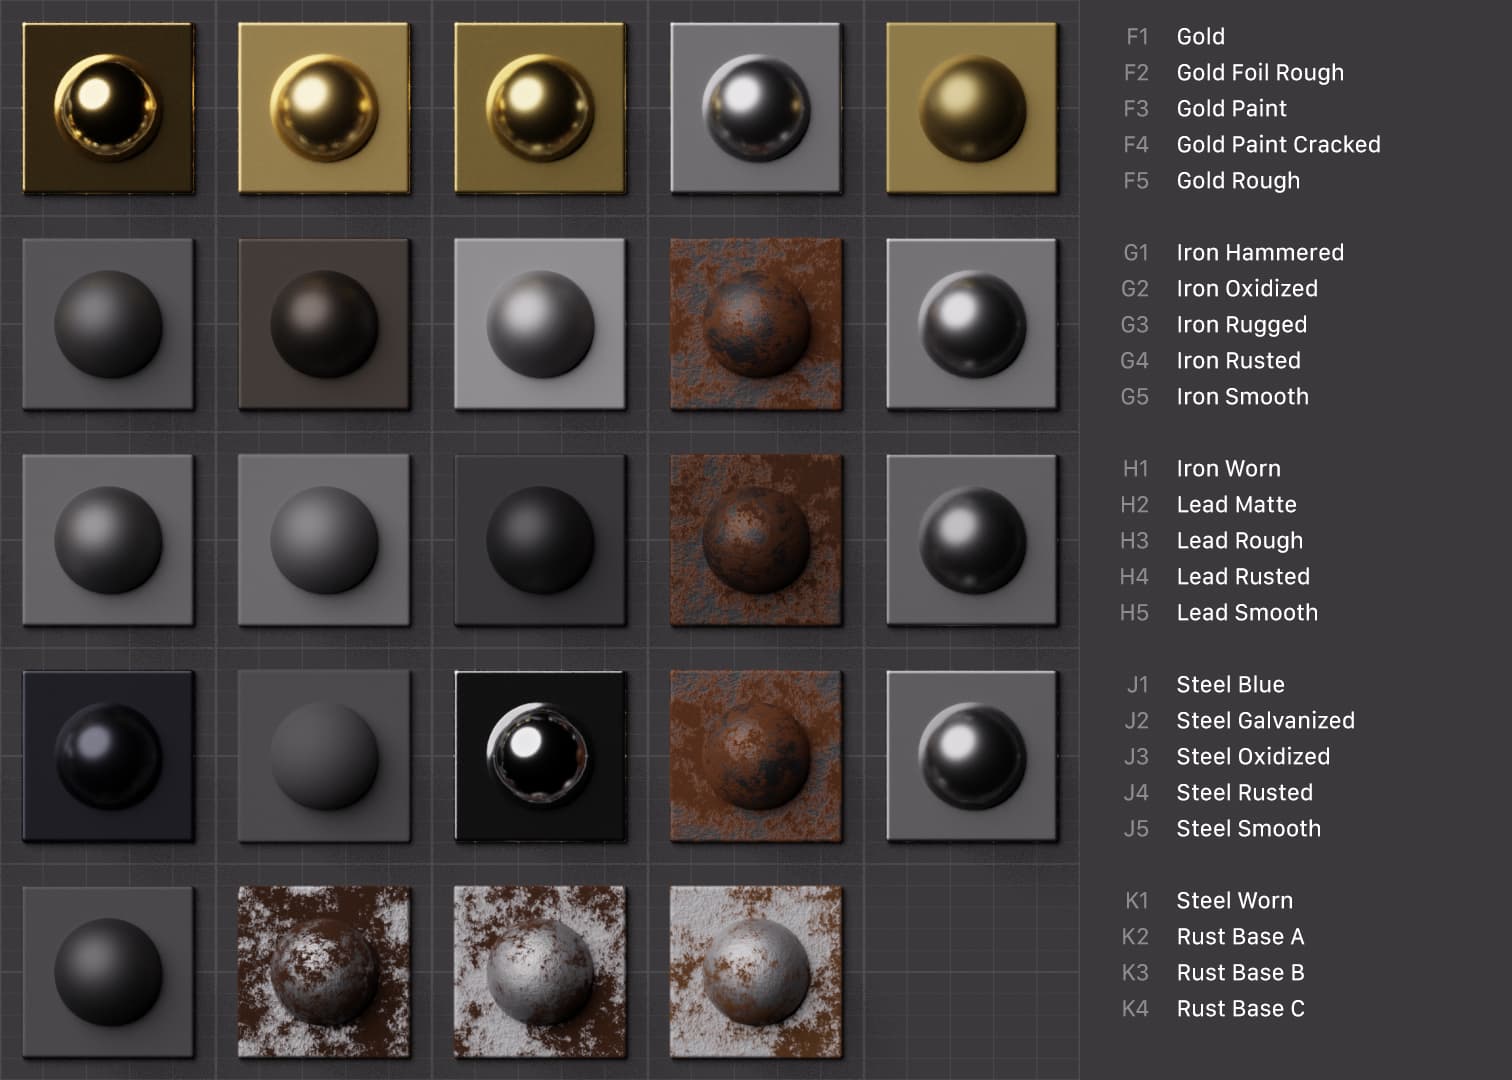 F1 Gold
F2 Gold Foil Rough
F3 Gold Paint
F4 Gold Paint Cracked
F5 Gold Rough
G1 Iron Hammered
G2 Iron Oxidized
G3 Iron Rugged
G4 Iron Rusted
G5 Iron Smooth
H1 Iron Worn
H2 Lead Matte
H3 Lead Rough
H4 Lead Rusted
H5 Lead Smooth
J1 Steel Blue
J2 Steel Galvanized
J3 Steel Oxidized
J4 Steel Rusted
J5 Steel Smooth
K1 Steel Worn
K2 Rust Base A
K3 Rust Base B
K4 Rust Base C